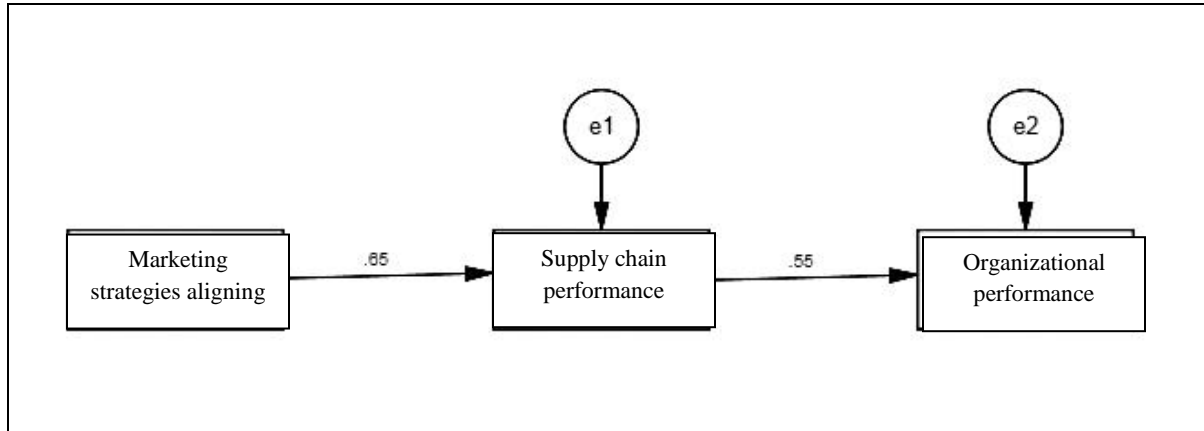 e1
e2
Marketing
strategies aligning
.65
Supply chain
performance
.55
Organizational
performance